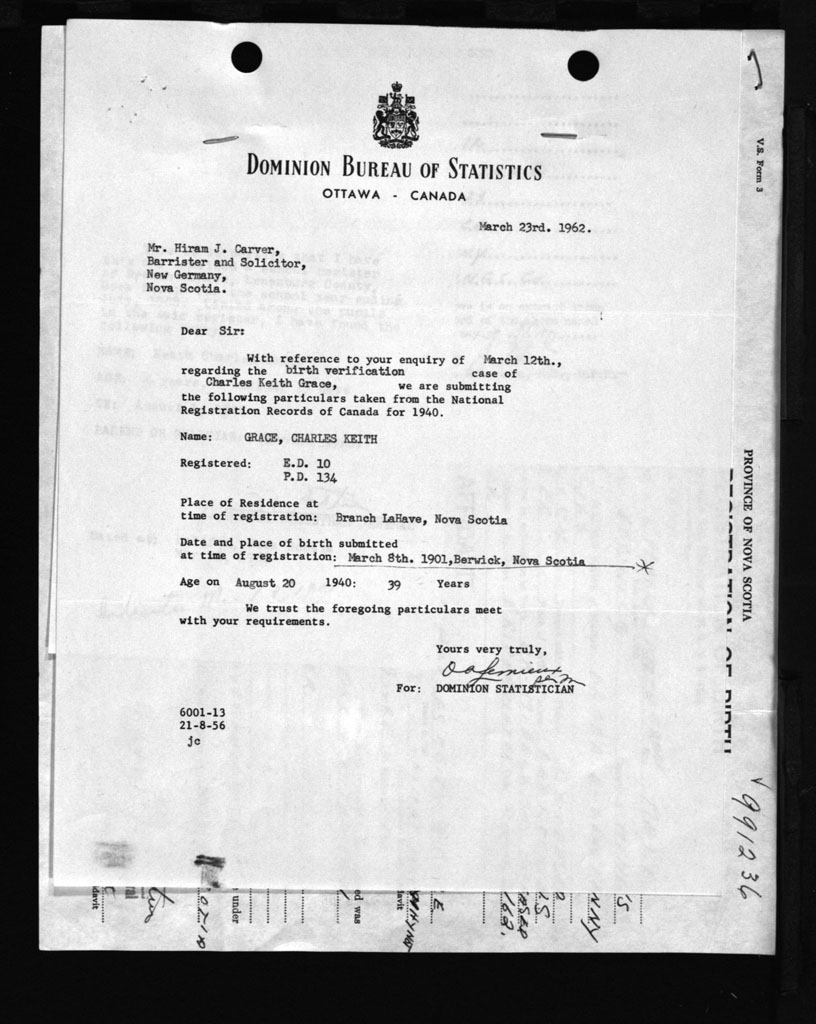 DOMINION BUREAU OF STATISTICS
OTTAWA - CANADA
March 23rd. 1962.
Mr. Hiram J. Carver,
Barrister and Solicitor,
New Germany,
Nova Scotia.
Dear Sir:
With reference to your enquiry of March 12th.,
regarding the birth verification case of
Charles Keith Grace, we are submitting
the following particulars taken from the National
Registration Records of Canada for 1940.
Name: GRACE, CHARLES KEITH
Registered: E.D. 10
P.D. 134
Place of Residence at
time of registration: Branch LaHave, Nova Scotia
Date and place of birth submitted
at time of registration: March 8th. 1901,Berwick, Nova Scotia
Age on August 20 1940: 39 Years
We trust the foregoing particulars meet
with your requirements.
Yours very truly,
For: DOMINION STATISTICIAN
6001-13
21-8-56
jc
V.S. Form 3
PROVINCE OF NOVA SCOTIA
REGISTRATION OF BIRTH
991236
under
ed was